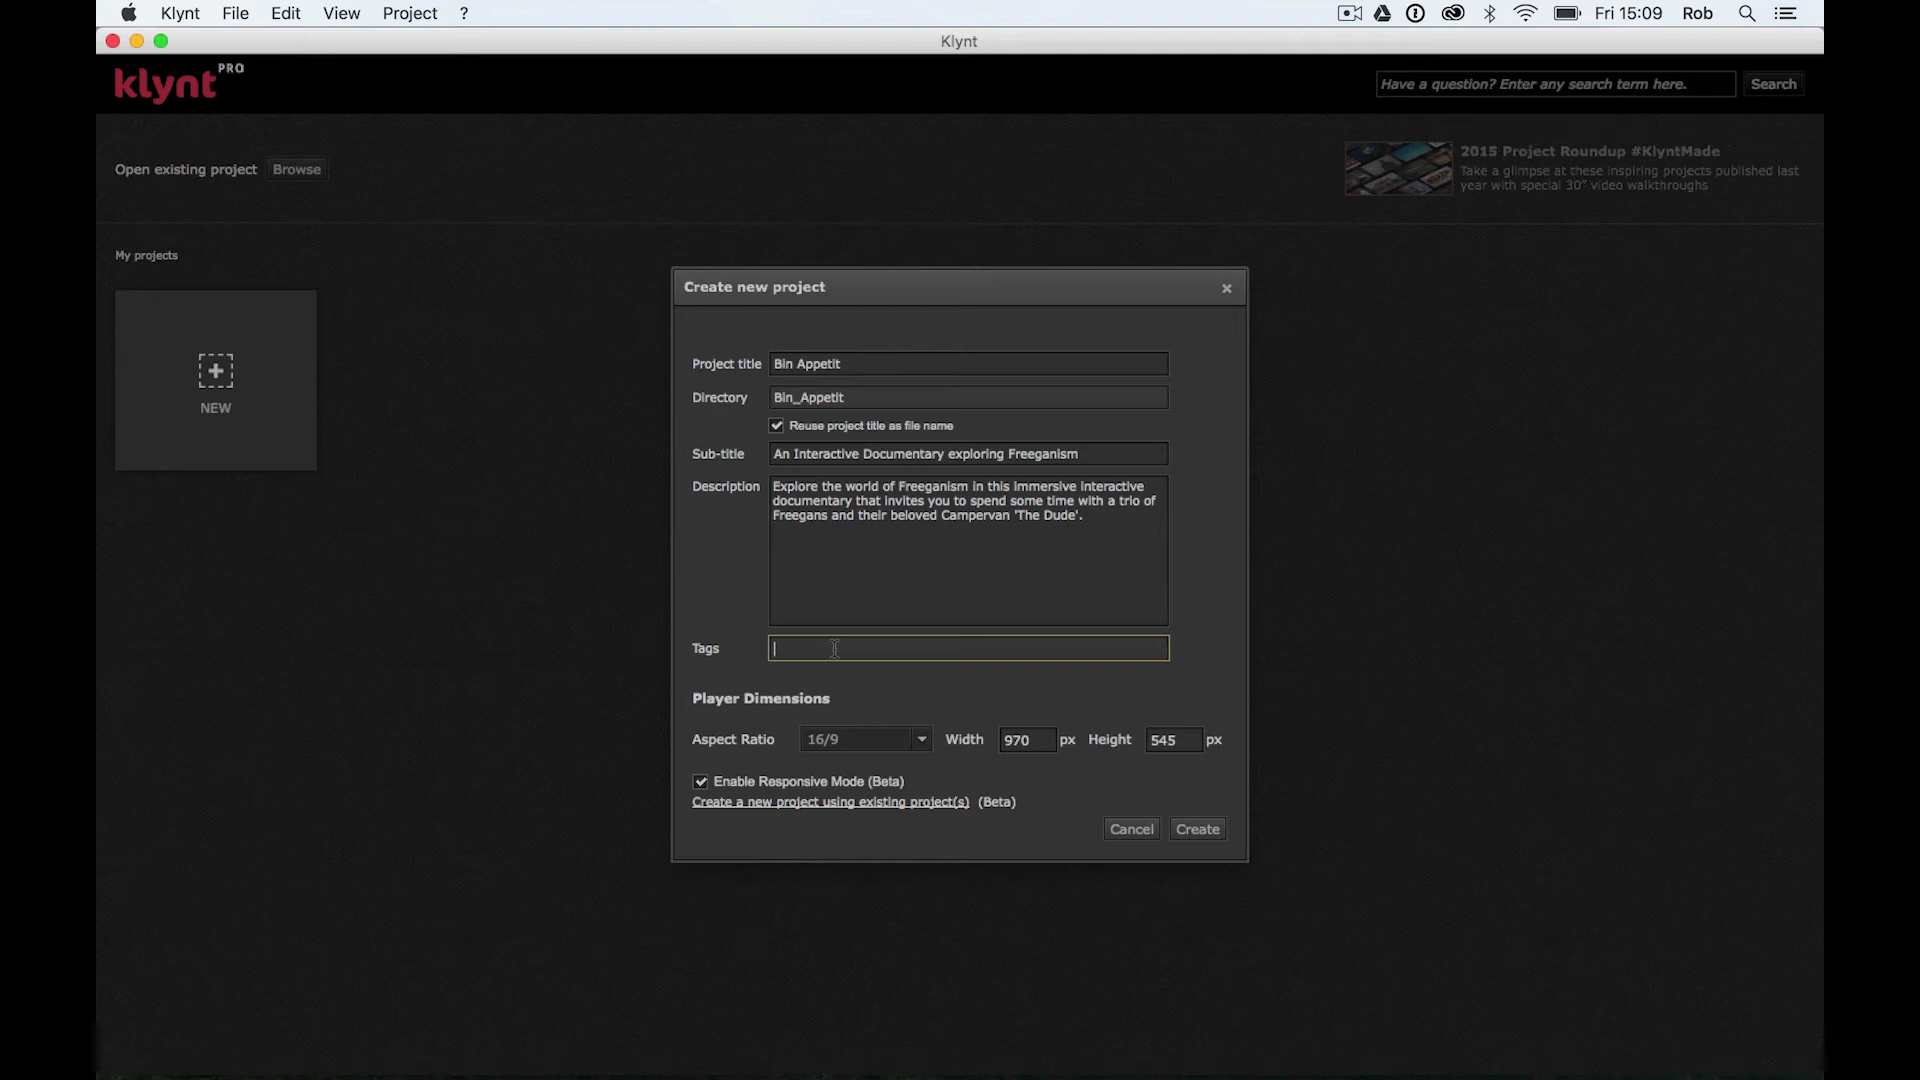 Klynt File Edit View Project ? Fri 15:09 Rob
Klynt
klynt PRO
Have a question? Enter any search term here. Search
Open existing project Browse
2015 Project Roundup #KlyntMade
Take a glimpse at these inspiring projects published last
year with special 30” video walkthroughs
My projects
NEW
Create new project
Project title Bin Appetit
Directory Bin_Appetit
Reuse project title as file name
Sub-title An Interactive Documentary exploring Freeganism
Description Explore the world of Freeganism in this immersive interactive
documentary that invites you to spend some time with a trio of
Freegans and their beloved Campervan 'The Dude'.
Tags
Player Dimensions
Aspect Ratio 16/9 Width 970 px Height 545 px
Enable Responsive Mode (Beta)
Create a new project using existing project(s) (Beta)
Cancel Create